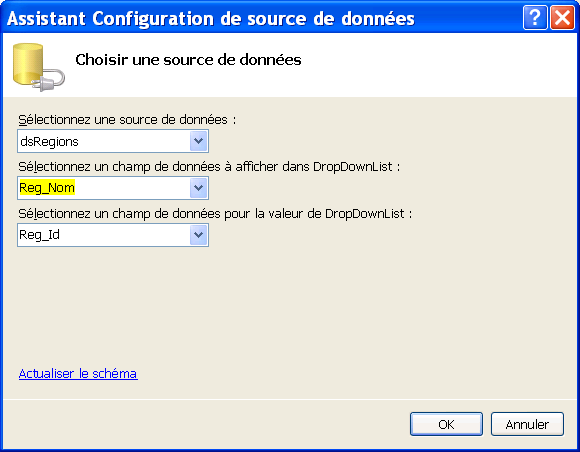 Assistant Configuration de source de données
?
Choisir une source de données
Sélectionnez une source de données :
dsRegions
Sélectionnez un champ de données à afficher dans DropDownList :
Reg_Nom
Sélectionnez un champ de données pour la valeur de DropDownList :
Reg_Id
Actualiser le schéma
OK
Annuler